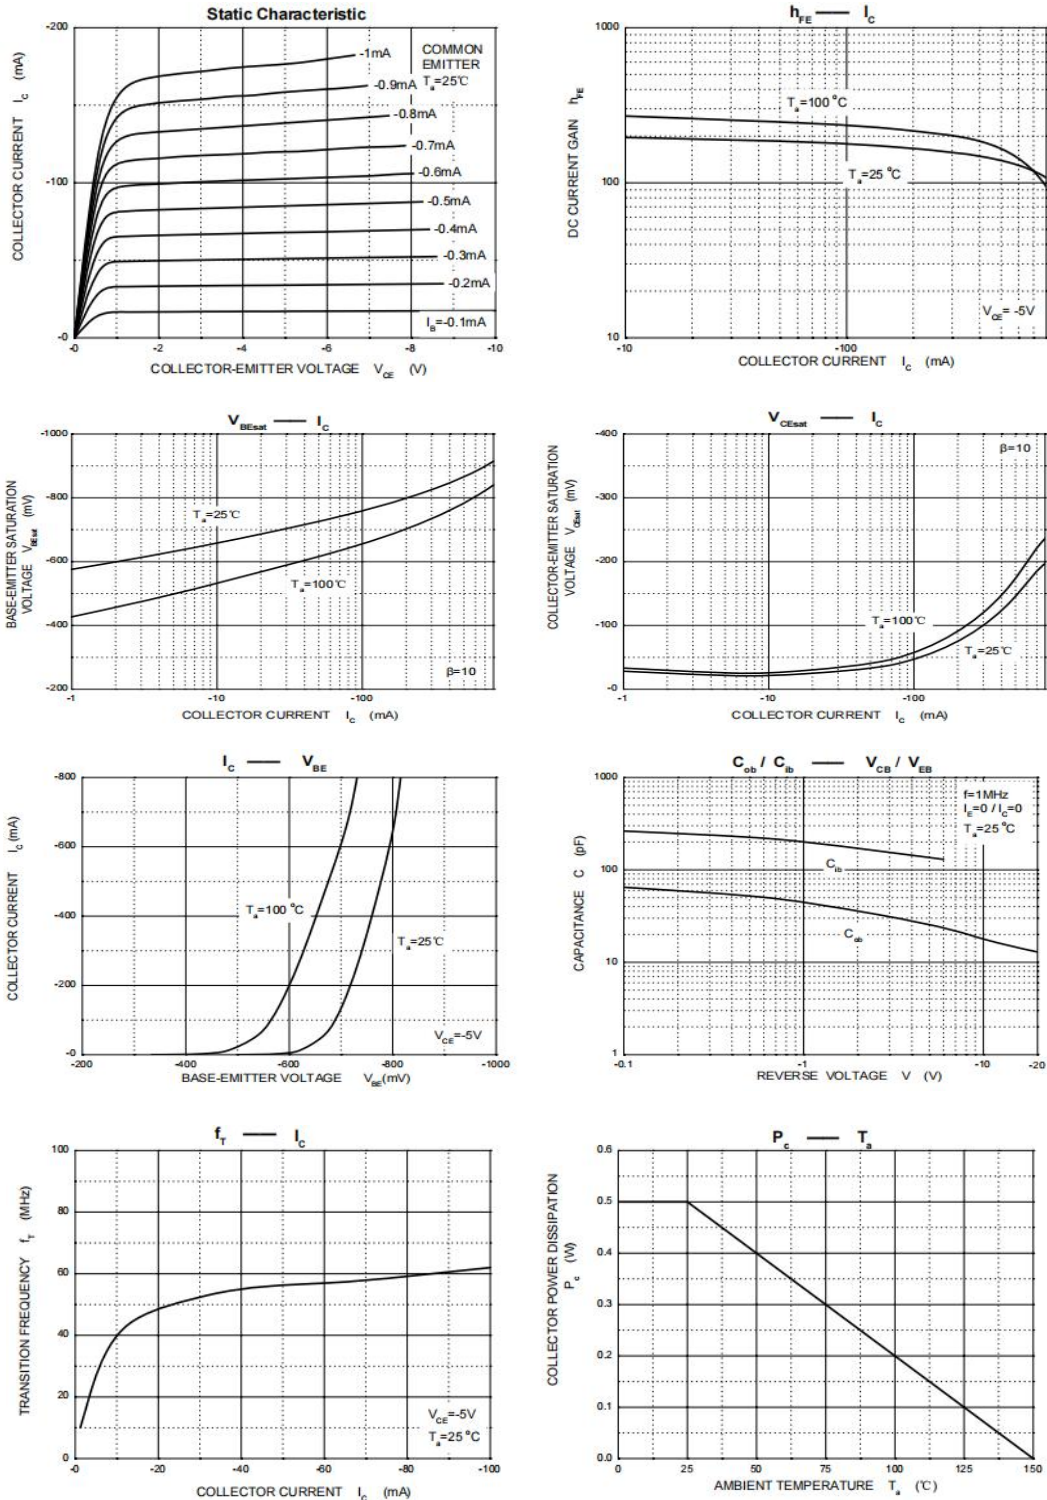 Static Characteristic
-200
-100
-0
-0
-2
-4
-6
-8
-10
COLLECTOR CURRENT I_C (mA)
COLLECTOR-EMITTER VOLTAGE V_CE (V)
COMMON
EMITTER
T_a=25℃
-1mA
-0.9mA
-0.8mA
-0.7mA
-0.6mA
-0.5mA
-0.4mA
-0.3mA
-0.2mA
I_B=-0.1mA
h_FE —— I_C
1000
100
10
-10
-100
DC CURRENT GAIN h_FE
COLLECTOR CURRENT I_C (mA)
T_a=100 °C
T_a=25 °C
V_CE= -5V
V_BEsat —— I_C
-1000
-800
-600
-400
-200
-1
-10
-100
BASE-EMITTER SATURATION
VOLTAGE V_BEsat (mV)
COLLECTOR CURRENT I_C (mA)
T_a=25℃
T_a=100℃
β=10
V_CEsat —— I_C
-400
-300
-200
-100
-0
-1
-10
-100
COLLECTOR-EMITTER SATURATION
VOLTAGE V_CEsat (mV)
COLLECTOR CURRENT I_C (mA)
β=10
T_a=100℃
T_a=25℃
I_C —— V_BE
-800
-600
-400
-200
-0
-200
-400
-600
-800
-1000
COLLECTOR CURRENT I_C (mA)
BASE-EMITTER VOLTAGE V_BE(mV)
T_a=100 °C
T_a=25℃
V_CE=-5V
C_ob / C_ib —— V_CB / V_EB
1000
100
10
1
-0.1
-1
-10
-20
CAPACITANCE C (pF)
REVERSE VOLTAGE V (V)
f=1MHz
I_E=0 / I_C=0
T_a=25 °C
C_ib
C_ob
f_T —— I_C
100
80
60
40
20
0
-0
-20
-40
-60
-80
-100
TRANSITION FREQUENCY f_T (MHz)
COLLECTOR CURRENT I_C (mA)
V_CE=-5V
T_a=25 °C
P_c —— T_a
0.6
0.5
0.4
0.3
0.2
0.1
0.0
0
25
50
75
100
125
150
COLLECTOR POWER DISSIPATION
P_c (W)
AMBIENT TEMPERATURE T_a (℃)